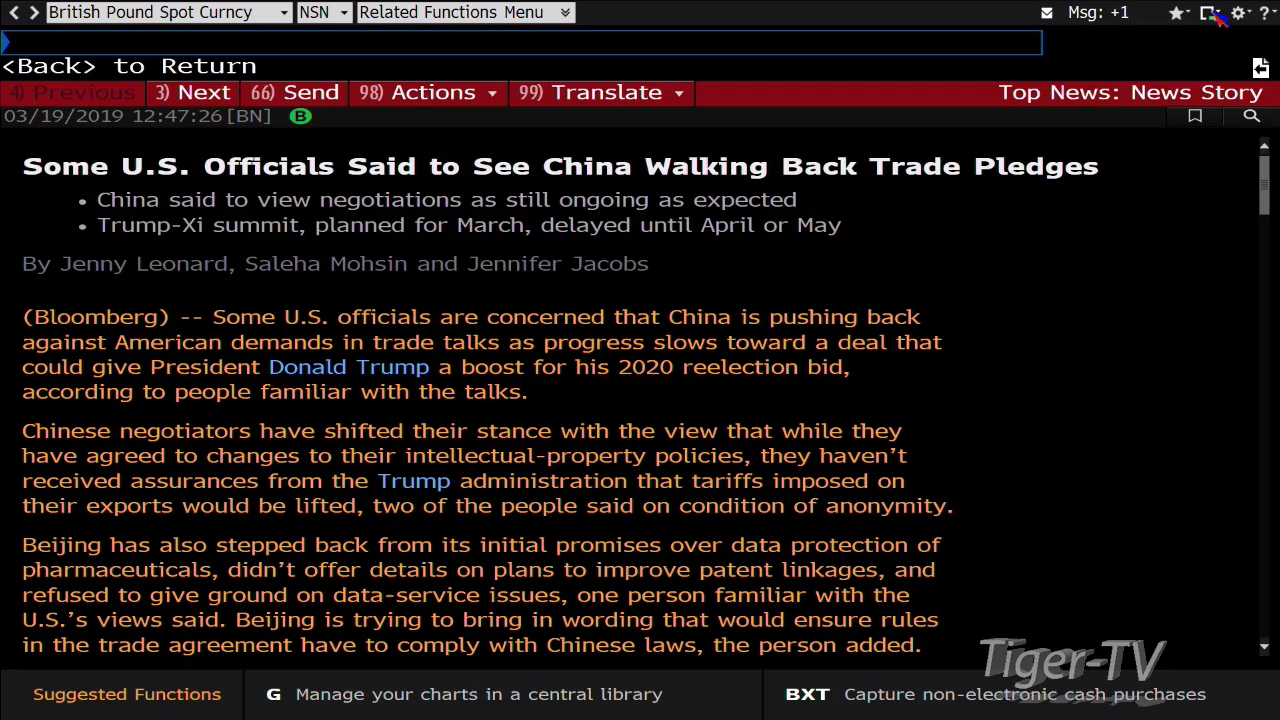 British Pound Spot Curncy NSN Related Functions Menu Msg: +1 ?
<Back> to Return
4) Previous 3) Next 66) Send 98) Actions 99) Translate Top News: News Story
03/19/2019 12:47:26 [BN] B
Some U.S. Officials Said to See China Walking Back Trade Pledges
• China said to view negotiations as still ongoing as expected
• Trump-Xi summit, planned for March, delayed until April or May
By Jenny Leonard, Saleha Mohsin and Jennifer Jacobs
(Bloomberg) -- Some U.S. officials are concerned that China is pushing back
against American demands in trade talks as progress slows toward a deal that
could give President Donald Trump a boost for his 2020 reelection bid,
according to people familiar with the talks.
Chinese negotiators have shifted their stance with the view that while they
have agreed to changes to their intellectual-property policies, they haven't
received assurances from the Trump administration that tariffs imposed on
their exports would be lifted, two of the people said on condition of anonymity.
Beijing has also stepped back from its initial promises over data protection of
pharmaceuticals, didn't offer details on plans to improve patent linkages, and
refused to give ground on data-service issues, one person familiar with the
U.S.'s views said. Beijing is trying to bring in wording that would ensure rules
in the trade agreement have to comply with Chinese laws, the person added.
Tiger-TV
Suggested Functions G Manage your charts in a central library BXT Capture non-electronic cash purchases